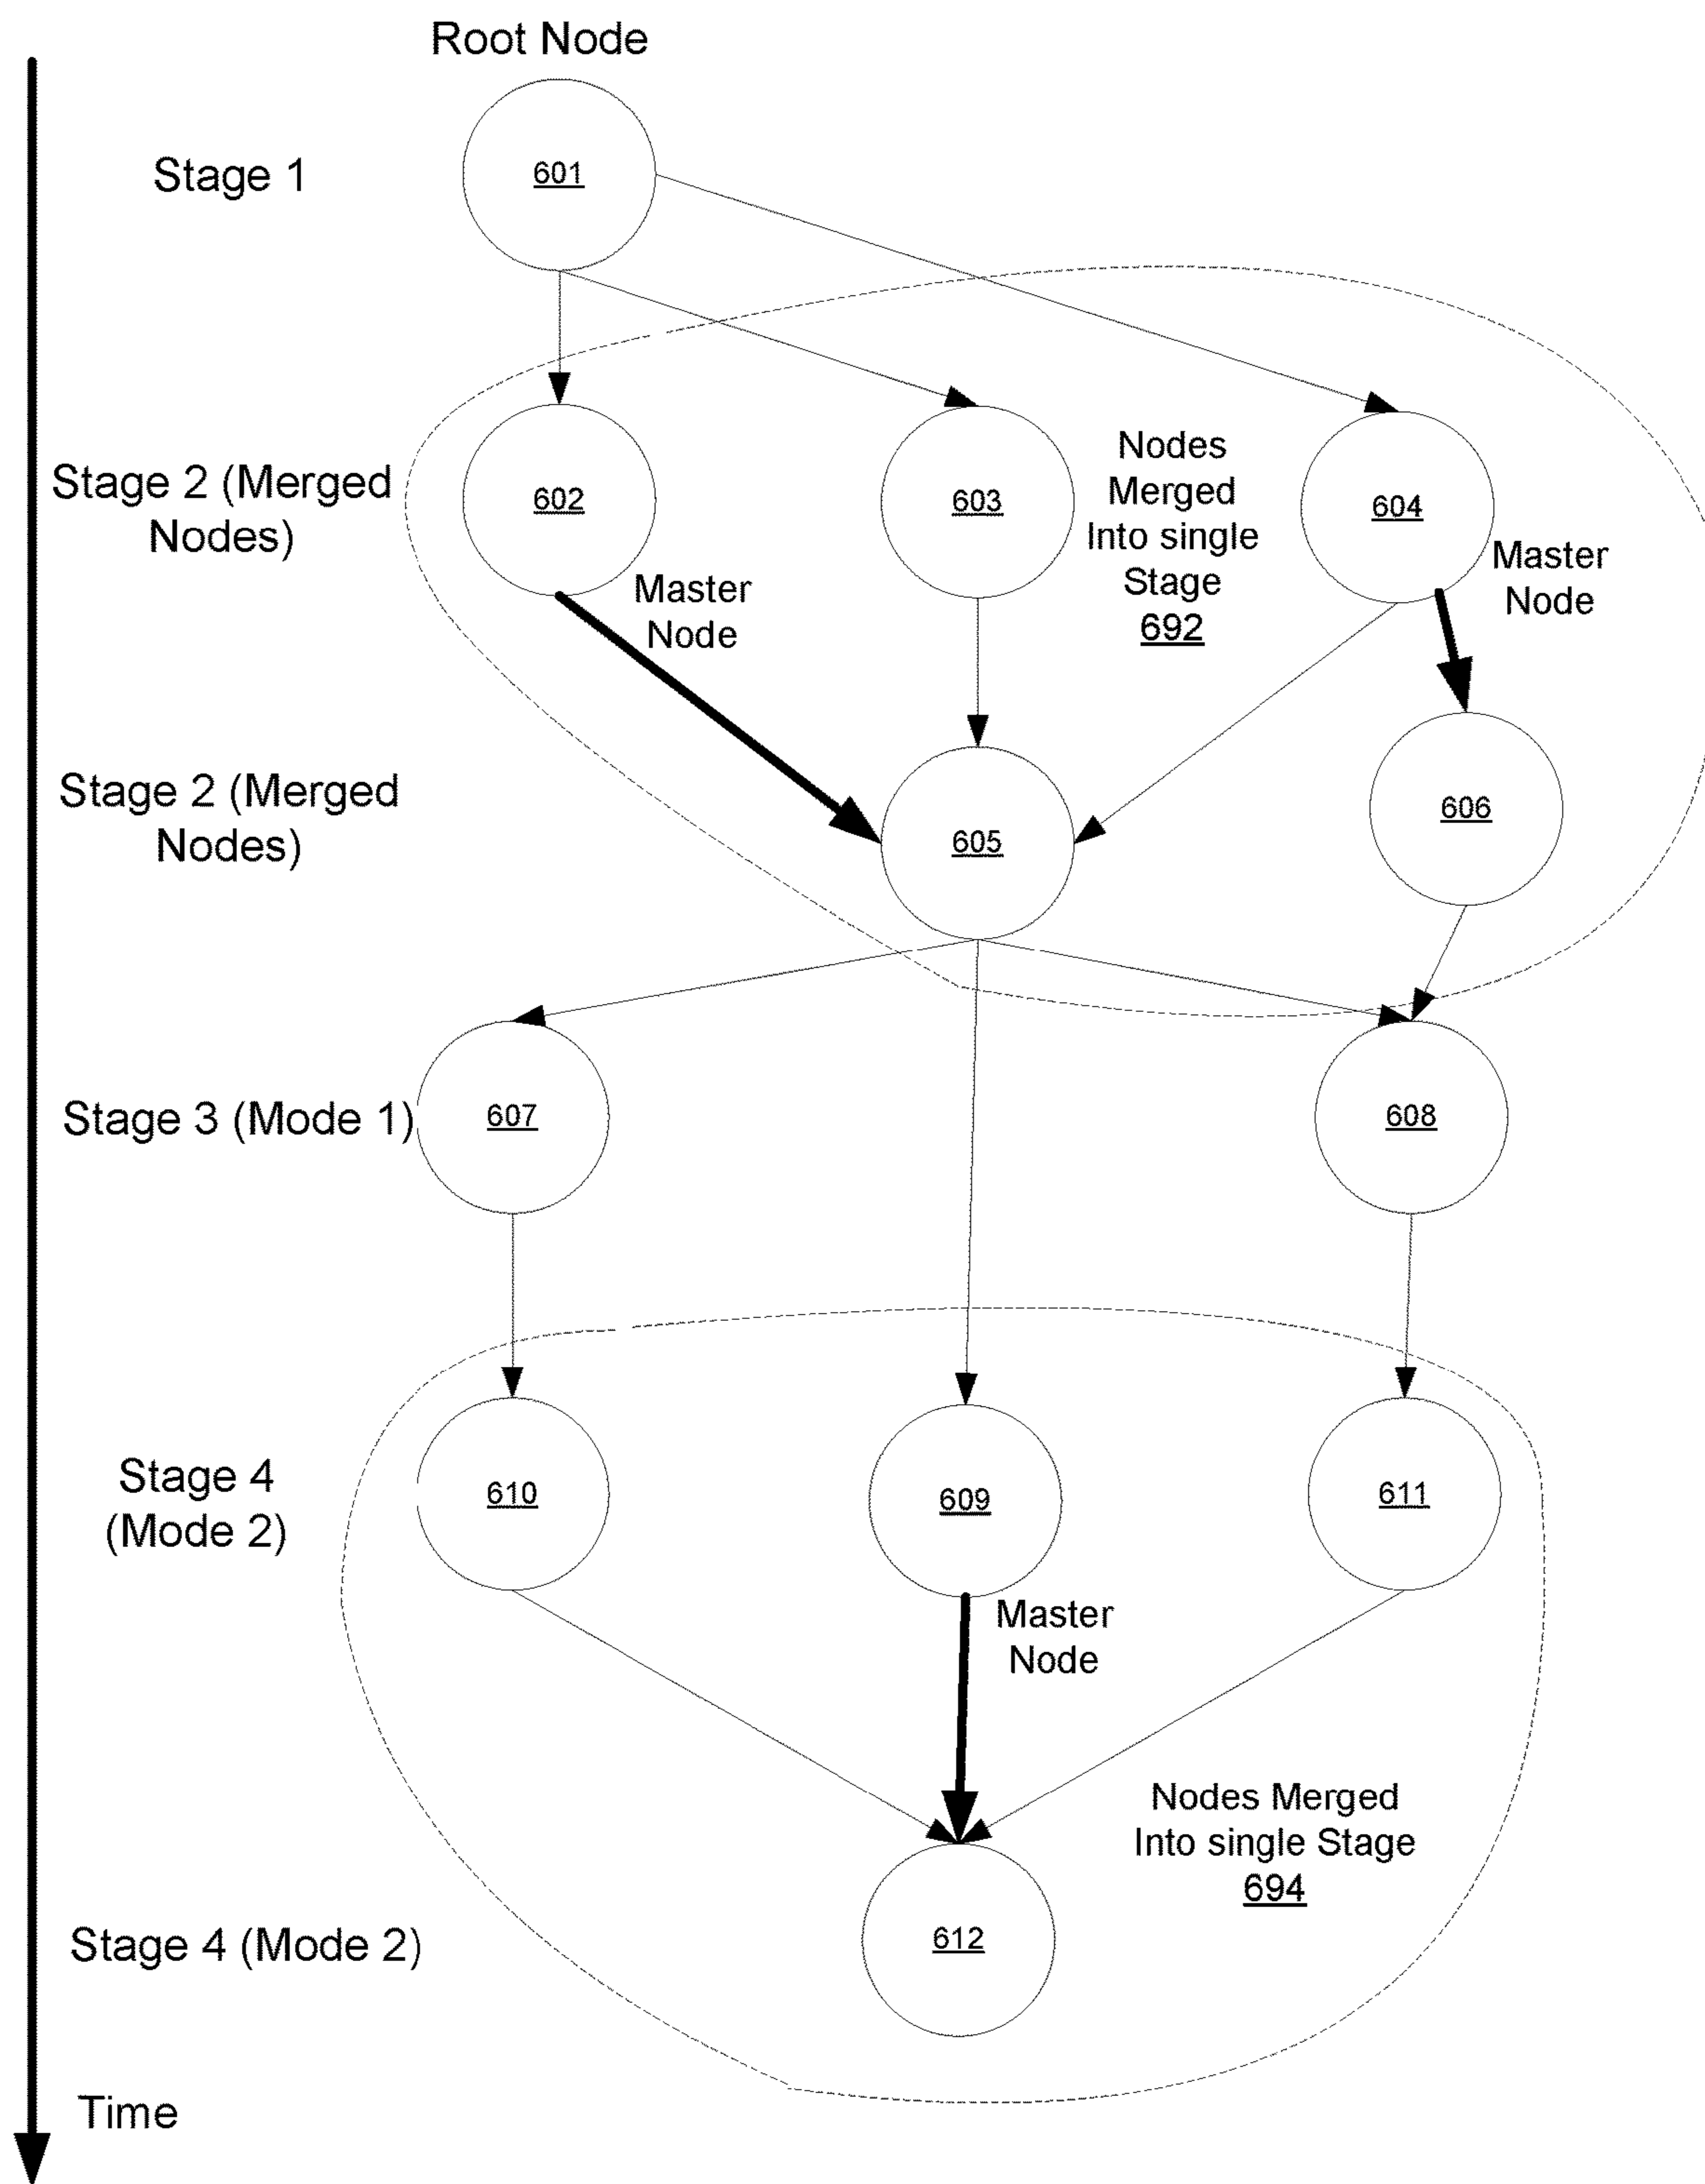 Root Node
Stage 1
601
Stage 2 (Merged
Nodes)
602
603
Nodes
Merged
Into single
Stage
692
604
Master
Node
Master
Node
Stage 2 (Merged
Nodes)
605
606
Stage 3 (Mode 1)
607
608
Stage 4
(Mode 2)
610
609
611
Master
Node
Nodes Merged
Into single Stage
694
Stage 4 (Mode 2)
612
Time